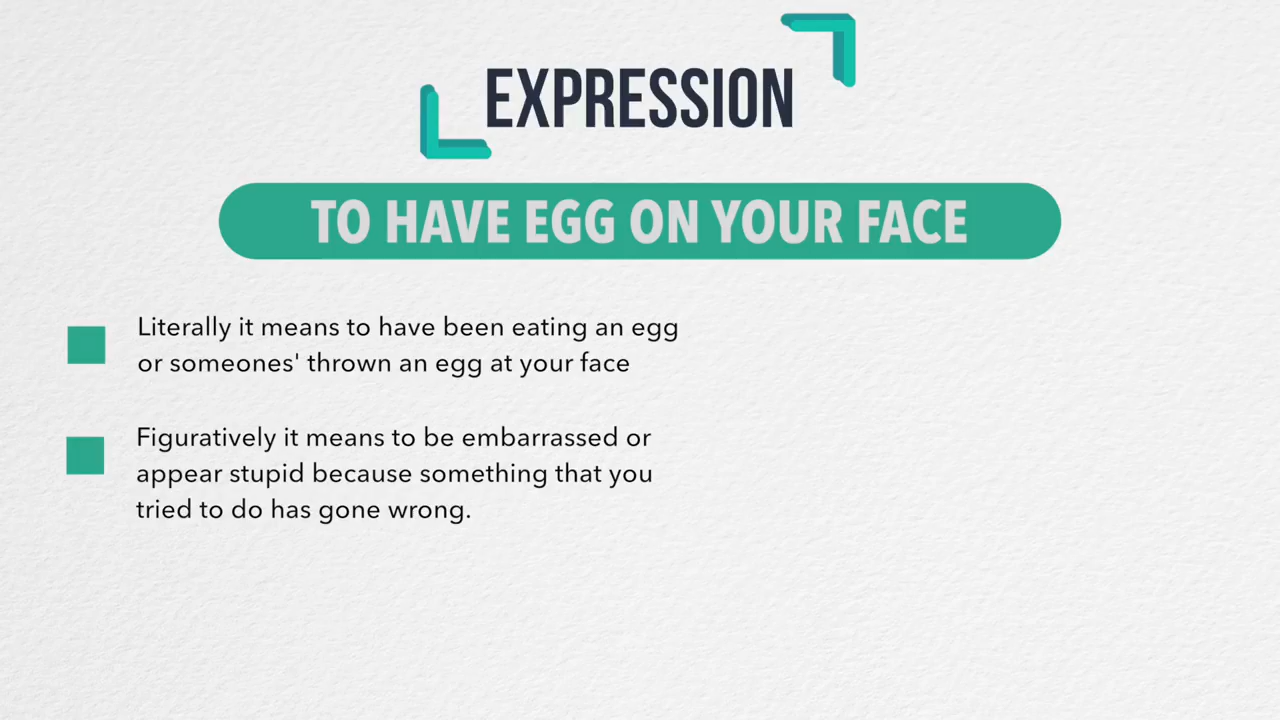 EXPRESSION
TO HAVE EGG ON YOUR FACE
Literally it means to have been eating an egg
or someones' thrown an egg at your face
Figuratively it means to be embarrassed or
appear stupid because something that you
tried to do has gone wrong.